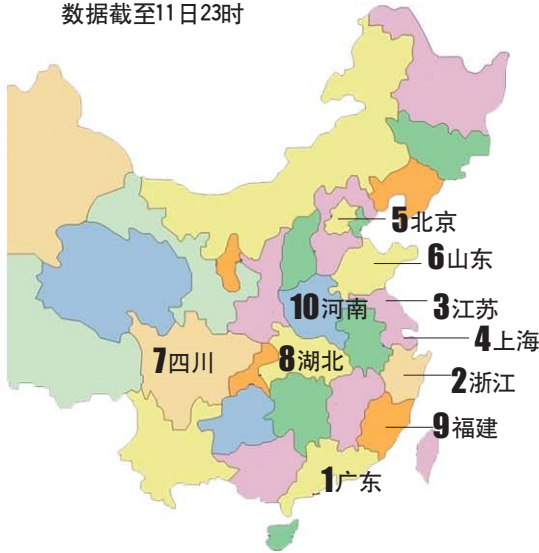 数据截至11日23时
5北京
6山东
10河南
3江苏
4上海
7四川
8湖北
2浙江
9福建
1广东